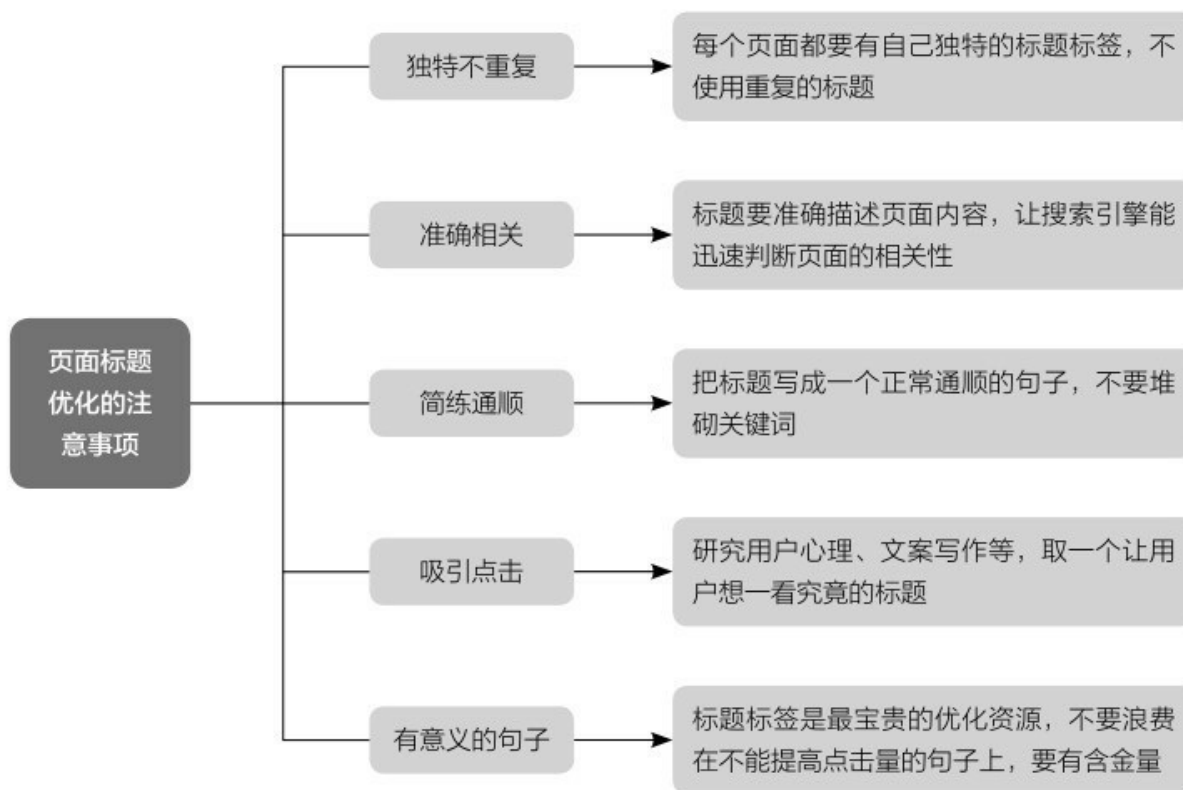 独特不重复
每个页面都要有自己独特的标题标签，不
使用重复的标题
准确相关
标题要准确描述页面内容，让搜索引擎能
迅速判断页面的相关性
页面标题
优化的注
意事项
简练通顺
把标题写成一个正常通顺的句子，不要堆
砌关键词
吸引点击
研究用户心理、文案写作等，取一个让用
户想一看究竟的标题
有意义的句子
标题标签是最宝贵的优化资源，不要浪费
在不能提高点击量的句子上，要有含金量